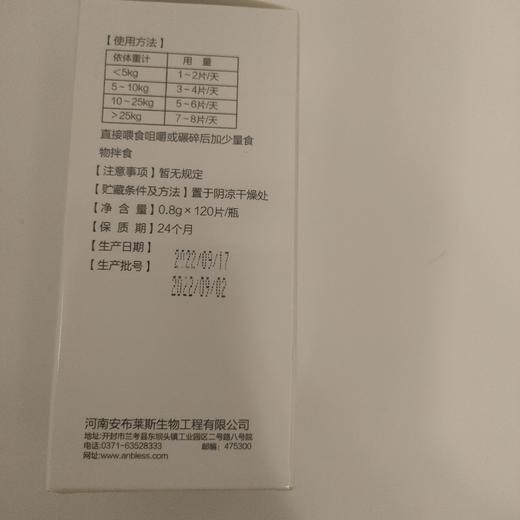 【使用方法】
依体重计 用 量
<5kg 1~2片/天
5~10kg 3~4片/天
10~25kg 5~6片/天
>25kg 7~8片/天
直接喂食咀嚼或碾碎后加少量食
物拌食
【注意事项】暂无规定
【贮藏条件及方法】置于阴凉干燥处
【净 含 量】0.8g×120片/瓶
【保 质 期】24个月
【生产日期】2022/09/17
【生产批号】2022/09/02
河南安布莱斯生物工程有限公司
地址:开封市兰考县东坝头镇工业园区二号路八号院
电话:0371-63528333 邮编:475300
网址:www.anbless.com